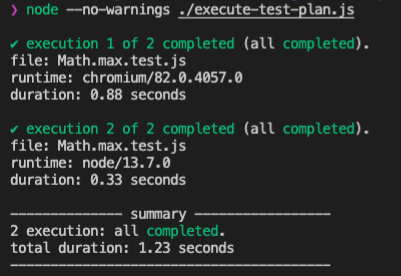 ❯ node --no-warnings ./execute-test-plan.js
✔ execution 1 of 2 completed (all completed).
file: Math.max.test.js
runtime: chromium/82.0.4057.0
duration: 0.88 seconds
✔ execution 2 of 2 completed (all completed).
file: Math.max.test.js
runtime: node/13.7.0
duration: 0.33 seconds
-------------- summary -----------------
2 execution: all completed.
total duration: 1.23 seconds
----------------------------------------